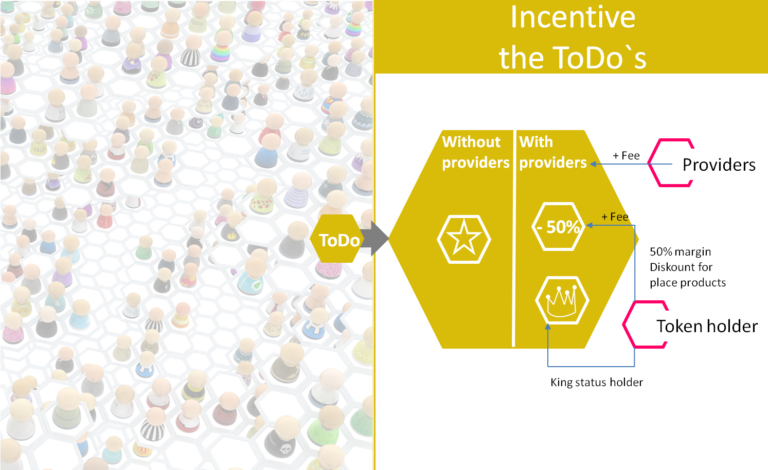 Incentive
the ToDo`s
Without
providers
With
providers
+ Fee
Providers
ToDo
- 50%
+ Fee
50% margin
Diskount for
place products
Token holder
King status holder